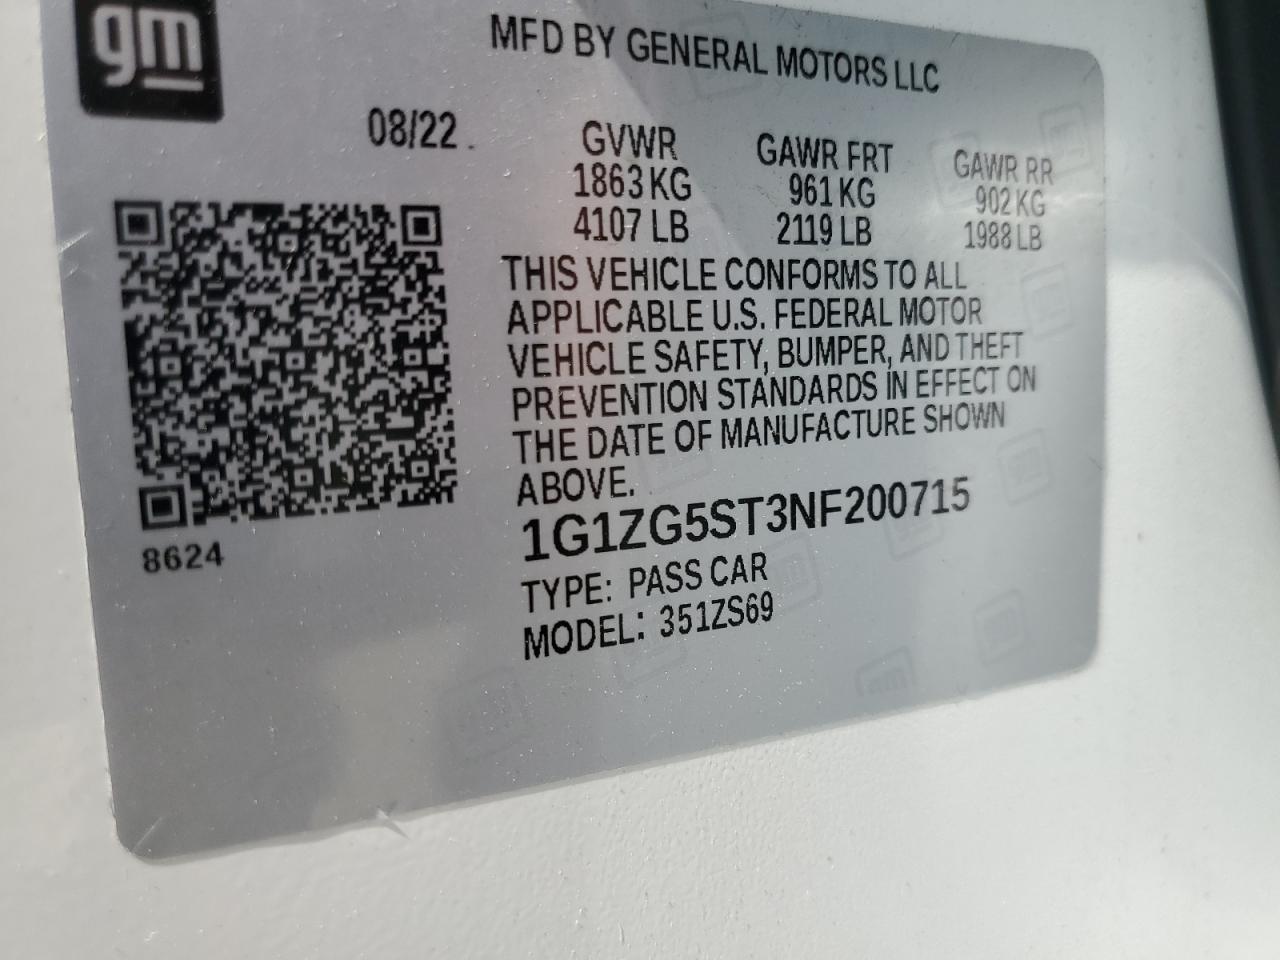 gm
MFD BY GENERAL MOTORS LLC
08/22
GVWR GAWR FRT GAWR RR
1863 KG 961 KG 902 KG
4107 LB 2119 LB 1988 LB
THIS VEHICLE CONFORMS TO ALL
APPLICABLE U.S. FEDERAL MOTOR
VEHICLE SAFETY, BUMPER, AND THEFT
PREVENTION STANDARDS IN EFFECT ON
THE DATE OF MANUFACTURE SHOWN
ABOVE.
1G1ZG5ST3NF200715
TYPE: PASS CAR
MODEL: 351ZS69
8624